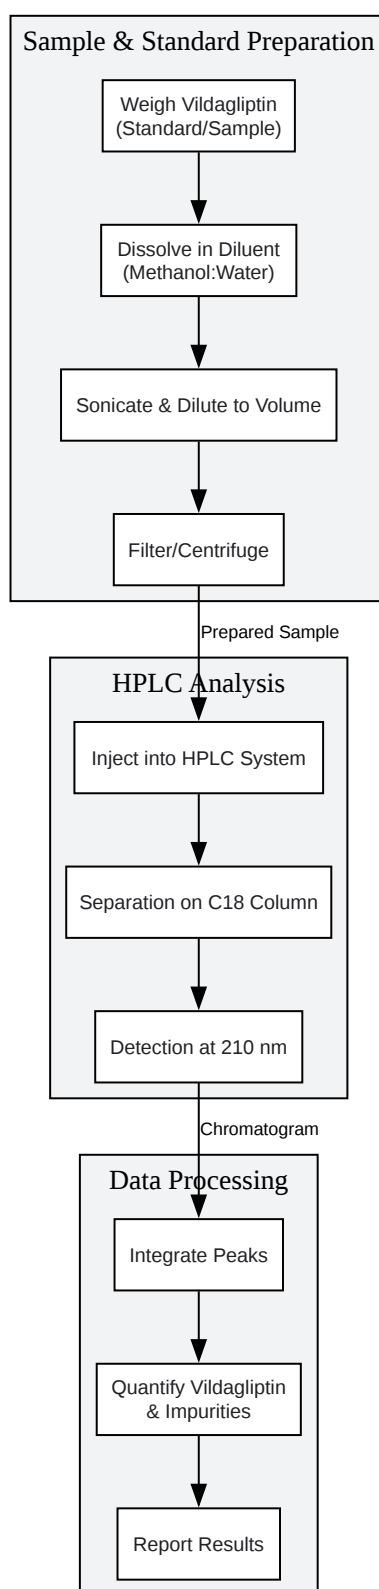 Sample & Standard Preparation
Weigh Vildagliptin
(Standard/Sample)
Dissolve in Diluent
(Methanol:Water)
Sonicate & Dilute to Volume
Filter/Centrifuge
Prepared Sample
HPLC Analysis
Inject into HPLC System
Separation on C18 Column
Detection at 210 nm
Chromatogram
Data Processing
Integrate Peaks
Quantify Vildagliptin
& Impurities
Report Results